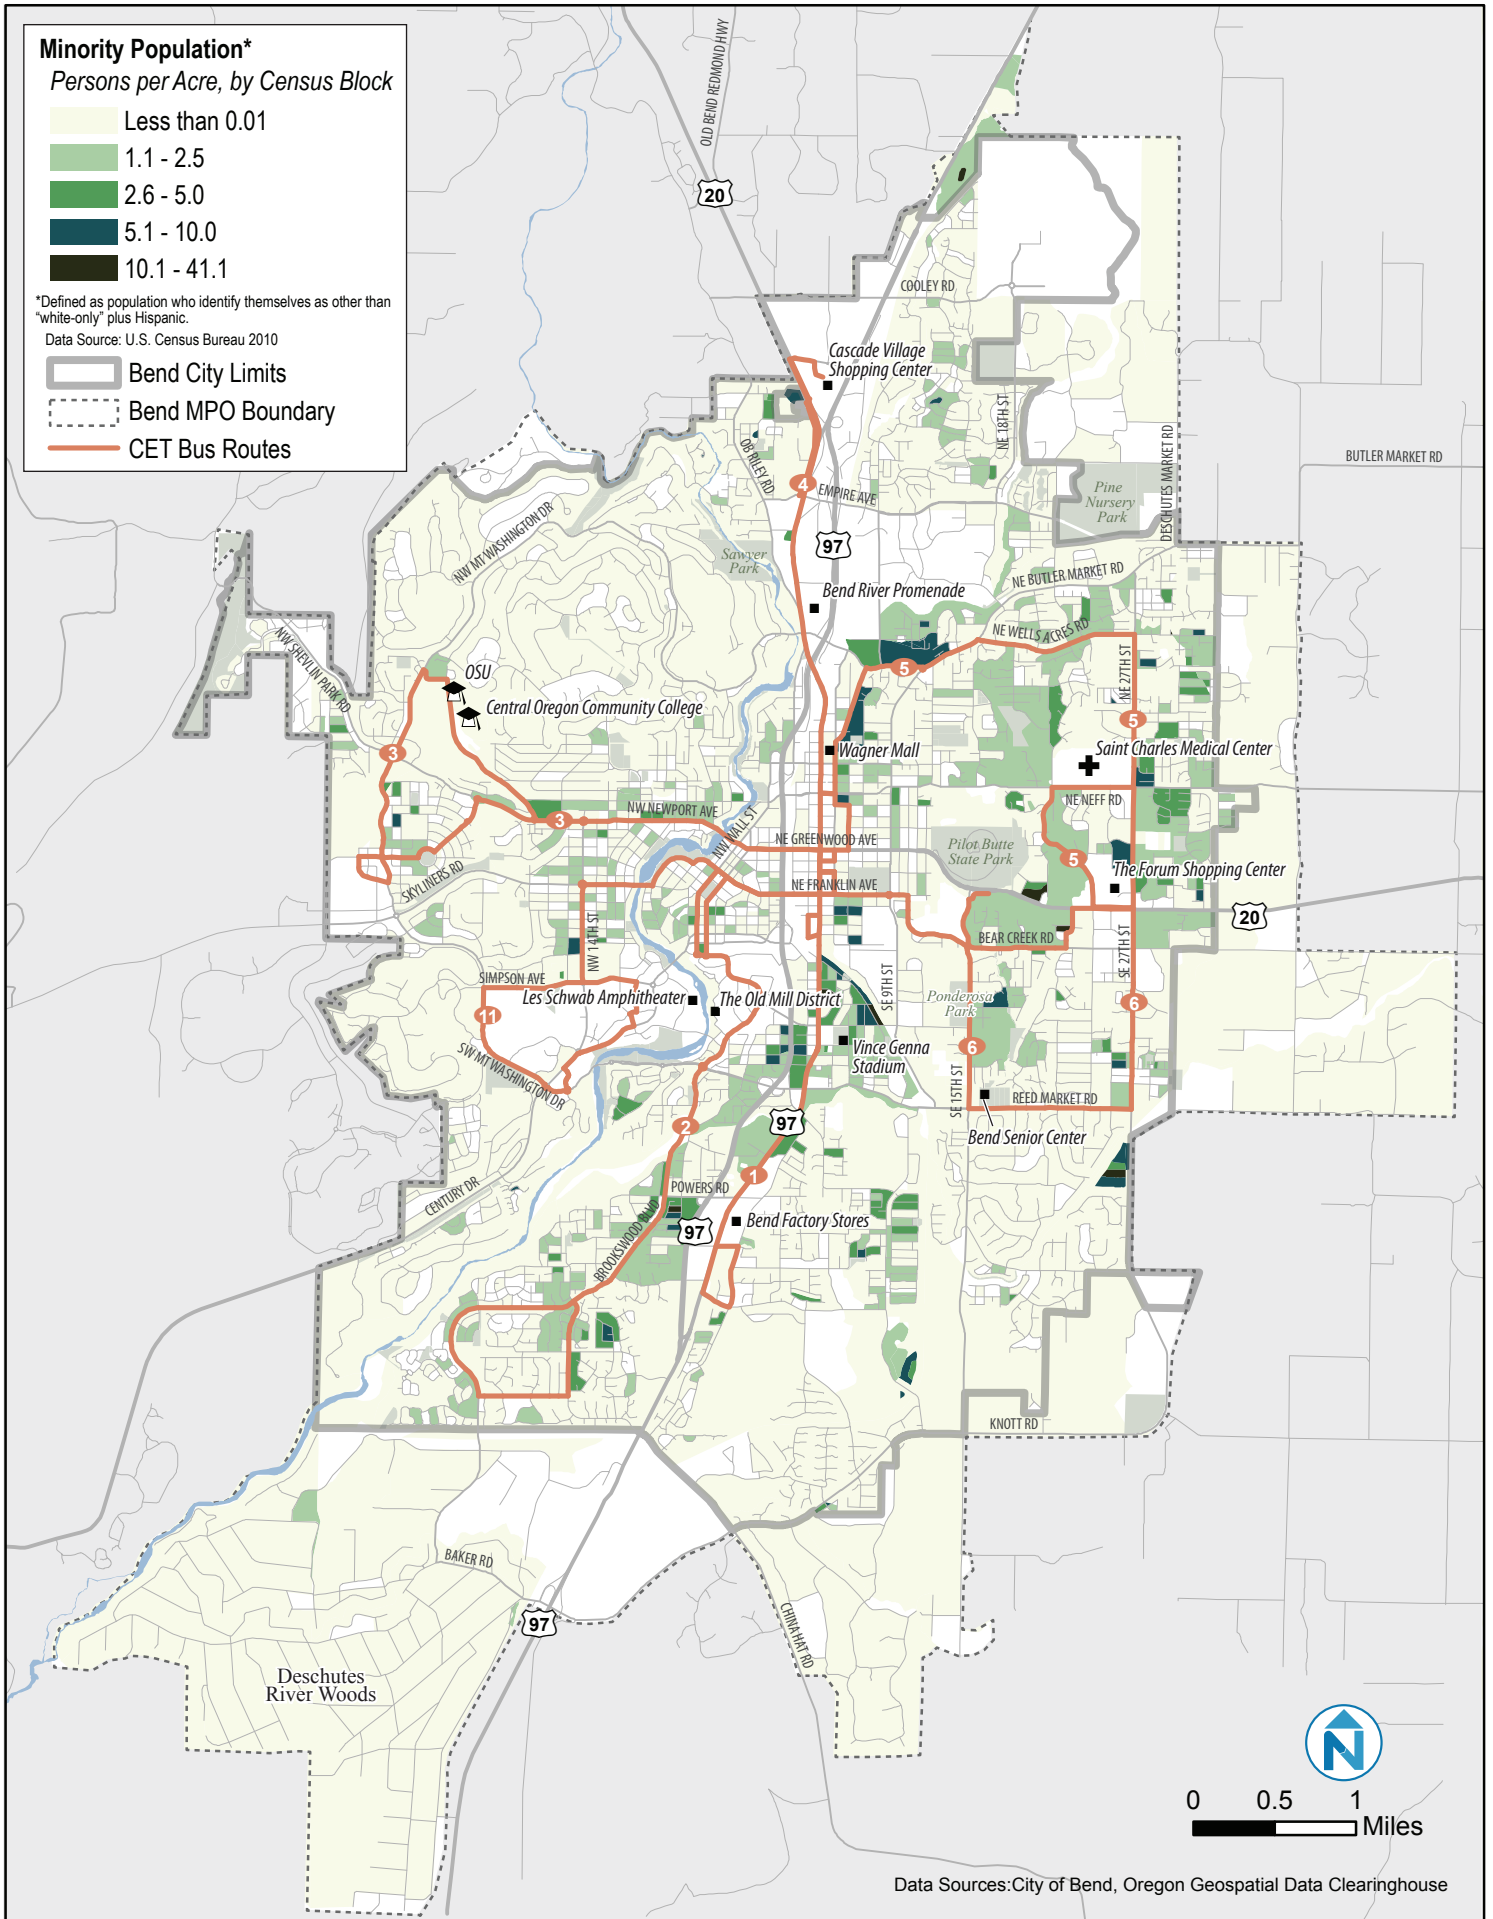 Minority Population*
Persons per Acre, by Census Block
Less than 0.01
1.1 - 2.5
2.6 - 5.0
5.1 - 10.0
10.1 - 41.1
*Defined as population who identify themselves as other than
"white-only" plus Hispanic.
Data Source: U.S. Census Bureau 2010
Bend City Limits
Bend MPO Boundary
CET Bus Routes
OLD BEND REDMOND HWY
20
COOLEY RD
Cascade Village
Shopping Center
NE 18TH ST
OB RILEY RD
4
EMPIRE AVE
Pine
Nursery
Park
DESCHUTES MARKET RD
BUTLER MARKET RD
NW MT WASHINGTON DR
97
Sawyer
Park
NE BUTLER MARKET RD
Bend River Promenade
NE WELLS ACRES RD
NW SHEVLIN PARK RD
5
NE 27TH ST
OSU
Central Oregon Community College
5
3
Wagner Mall
Saint Charles Medical Center
NE NEFF RD
NW NEWPORT AVE
3
NW WALL ST
NE GREENWOOD AVE
Pilot Butte
State Park
5
The Forum Shopping Center
SKYLINERS RD
NE FRANKLIN AVE
20
NW 14TH ST
BEAR CREEK RD
SE 27TH ST
SIMPSON AVE
SE 9TH ST
Les Schwab Amphitheater
The Old Mill District
Ponderosa
Park
6
11
Vince Genna
Stadium
6
SW MT WASHINGTON DR
SE 15TH ST
REED MARKET RD
2
97
Bend Senior Center
1
POWERS RD
CENTURY DR
BROOKSWOOD BLVD
97
Bend Factory Stores
KNOTT RD
BAKER RD
97
CHINA HAT RD
Deschutes
River Woods
N
0 0.5 1
Miles
Data Sources:City of Bend, Oregon Geospatial Data Clearinghouse